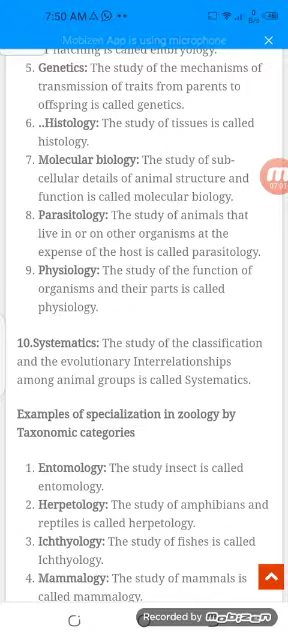 7:50 AM
Mobizen App is using microphone
hatching is called embryology.
5. Genetics: The study of the mechanisms of
transmission of traits from parents to
offspring is called genetics.
6. ..Histology: The study of tissues is called
histology.
7. Molecular biology: The study of sub-
cellular details of animal structure and
function is called molecular biology.
07:01
8. Parasitology: The study of animals that
live in or on other organisms at the
expense of the host is called parasitology.
9. Physiology: The study of the function of
organisms and their parts is called
physiology.
10.Systematics: The study of the classification
and the evolutionary Interrelationships
among animal groups is called Systematics.
Examples of specialization in zoology by
Taxonomic categories
1. Entomology: The study insect is called
entomology.
2. Herpetology: The study of amphibians and
reptiles is called herpetology.
3. Ichthyology: The study of fishes is called
Ichthyology.
4. Mammalogy: The study of mammals is
called mammalogy.
Recorded by mobizen